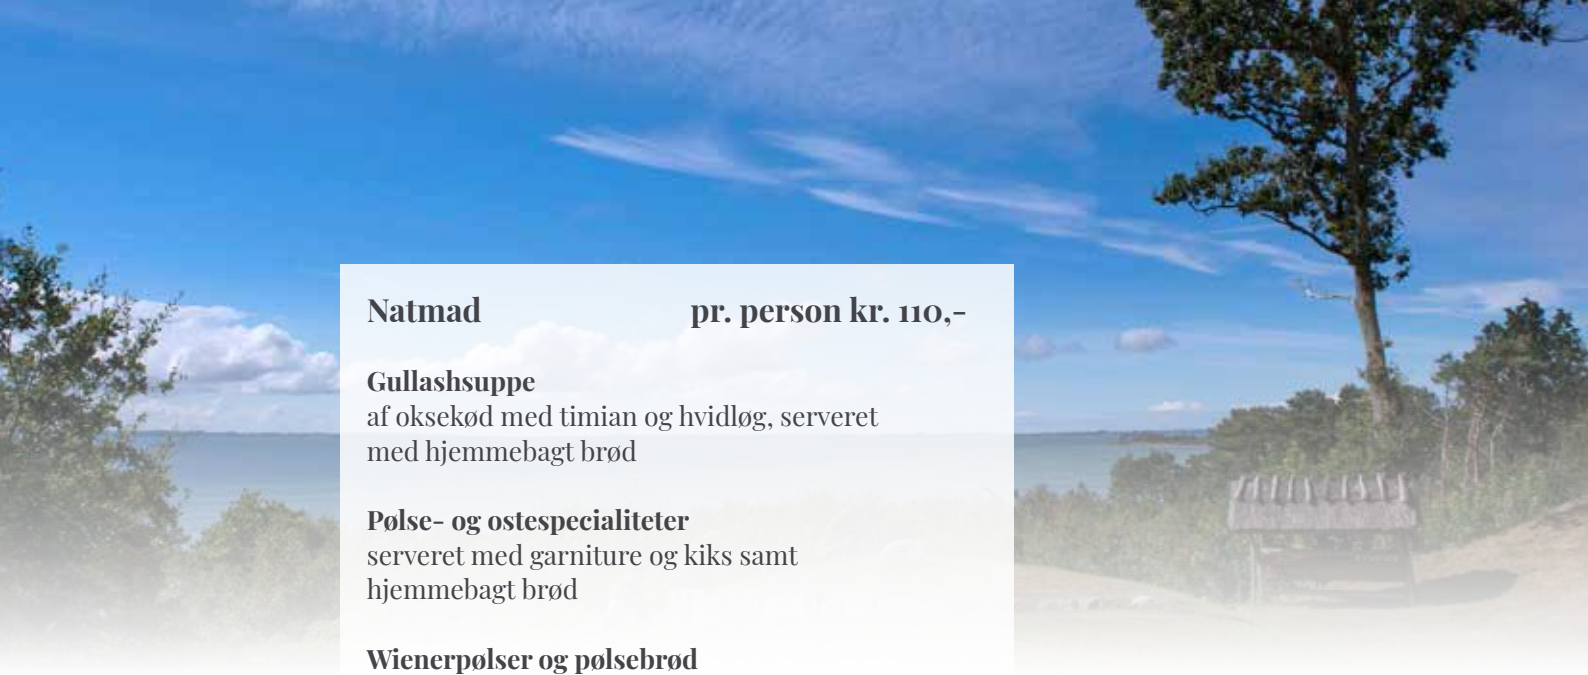 Natmad pr. person kr. 110,-
Gullashsuppe
af oksekød med timian og hvidløg, serveret
med hjemmebagt brød
Pølse- og ostespecialiteter
serveret med garniture og kiks samt
hjemmebagt brød
Wienerpølser og pølsebrød